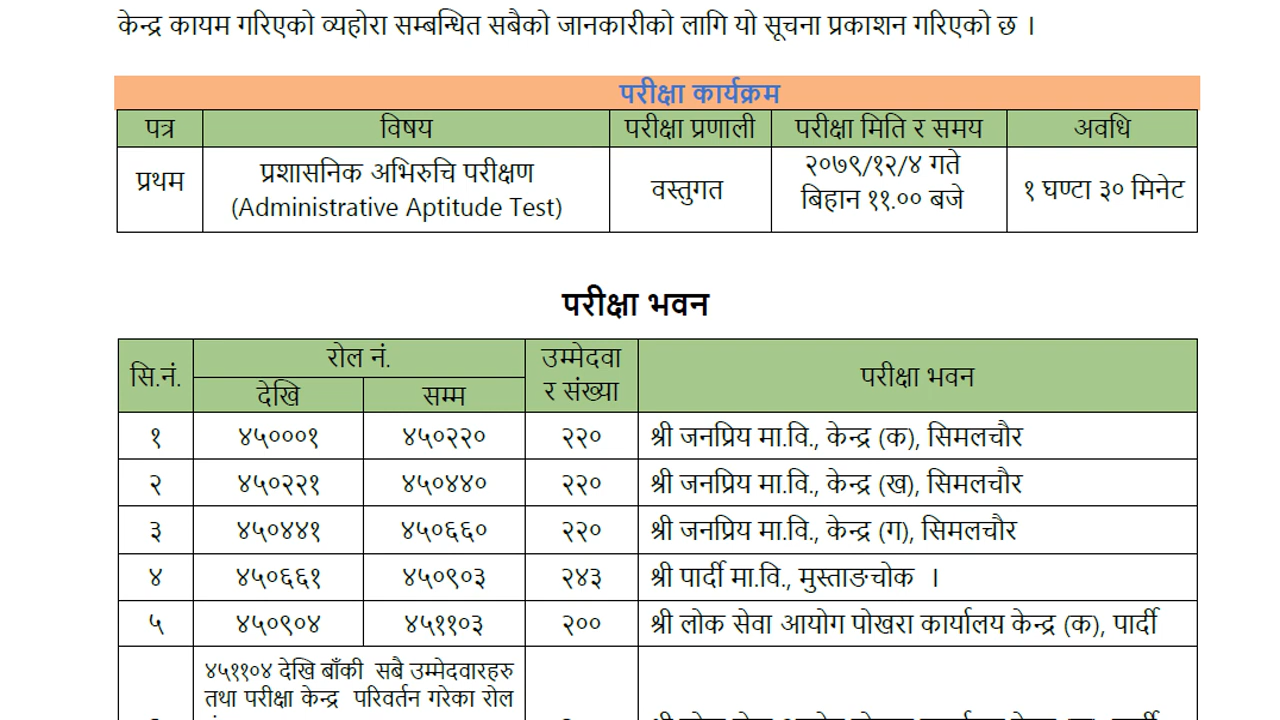 केन्द्र कायम गरिएको व्यहोरा सम्बन्धित सबैको जानकारीको लागि यो सूचना प्रकाशन गरिएको छ ।
परीक्षा कार्यक्रम
पत्र विषय परीक्षा प्रणाली परीक्षा मिति र समय अवधि
प्रथम प्रशासनिक अभिरुचि परीक्षण
(Administrative Aptitude Test) वस्तुगत २०७९/१२/४ गते
बिहान ११.०० बजे १ घण्टा ३० मिनेट
परीक्षा भवन
सि.नं. रोल नं. उम्मेदवा
र संख्या परीक्षा भवन
देखि सम्म
१ ४५०००१ ४५०२२० २२० श्री जनप्रिय मा.वि., केन्द्र (क), सिमलचौर
२ ४५०२२१ ४५०४४० २२० श्री जनप्रिय मा.वि., केन्द्र (ख), सिमलचौर
३ ४५०४४१ ४५०६६० २२० श्री जनप्रिय मा.वि., केन्द्र (ग), सिमलचौर
४ ४५०६६१ ४५०९०३ २४३ श्री पार्दी मा.वि., मुस्ताङचोक ।
५ ४५०९०४ ४५११०३ २०० श्री लोक सेवा आयोग पोखरा कार्यालय केन्द्र (क), पार्दी
४५११०४ देखि बाँकी सबै उम्मेदवारहरु
तथा परीक्षा केन्द्र परिवर्तन गरेका रोल